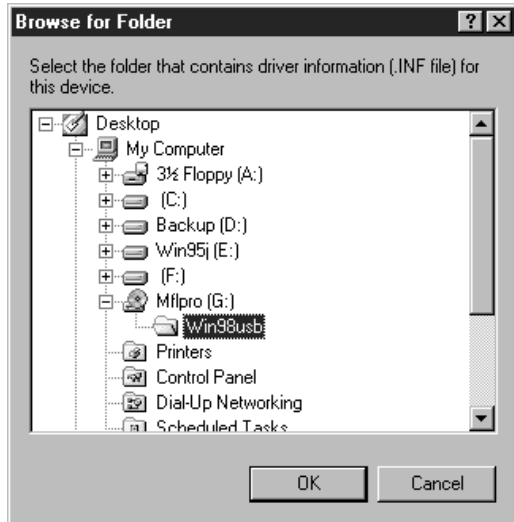 Browse for Folder
Select the folder that contains driver information (.INF file) for
this device.
Desktop
My Computer
3½ Floppy (A:)
(C:)
Backup (D:)
Win95j (E:)
(F:)
Mflpro (G:)
Win98usb
Printers
Control Panel
Dial-Up Networking
Scheduled Tasks
OK Cancel